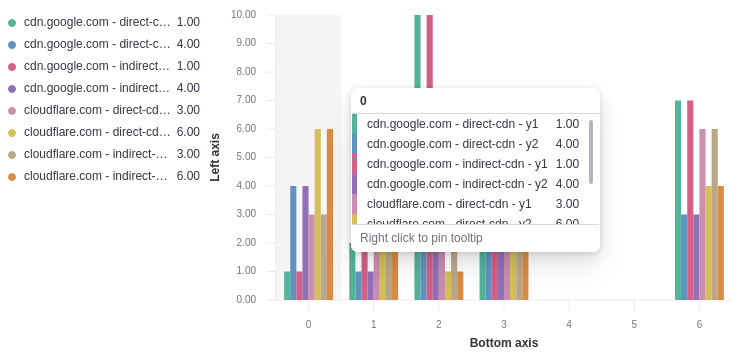 cdn.google.com - direct-c... 1.00
cdn.google.com - direct-c... 4.00
cdn.google.com - indirect... 1.00
cdn.google.com - indirect... 4.00
cloudflare.com - direct-cd... 3.00
cloudflare.com - direct-cd... 6.00
cloudflare.com - indirect-... 3.00
cloudflare.com - indirect-... 6.00
Left axis
10.00
9.00
8.00
7.00
6.00
5.00
4.00
3.00
2.00
1.00
0.00
0
cdn.google.com - direct-cdn - y1 1.00
cdn.google.com - direct-cdn - y2 4.00
cdn.google.com - indirect-cdn - y1 1.00
cdn.google.com - indirect-cdn - y2 4.00
cloudflare.com - direct-cdn - y1 3.00
cloudflare.com - direct-cdn - y2 6.00
Right click to pin tooltip
0 1 2 3 4 5 6
Bottom axis